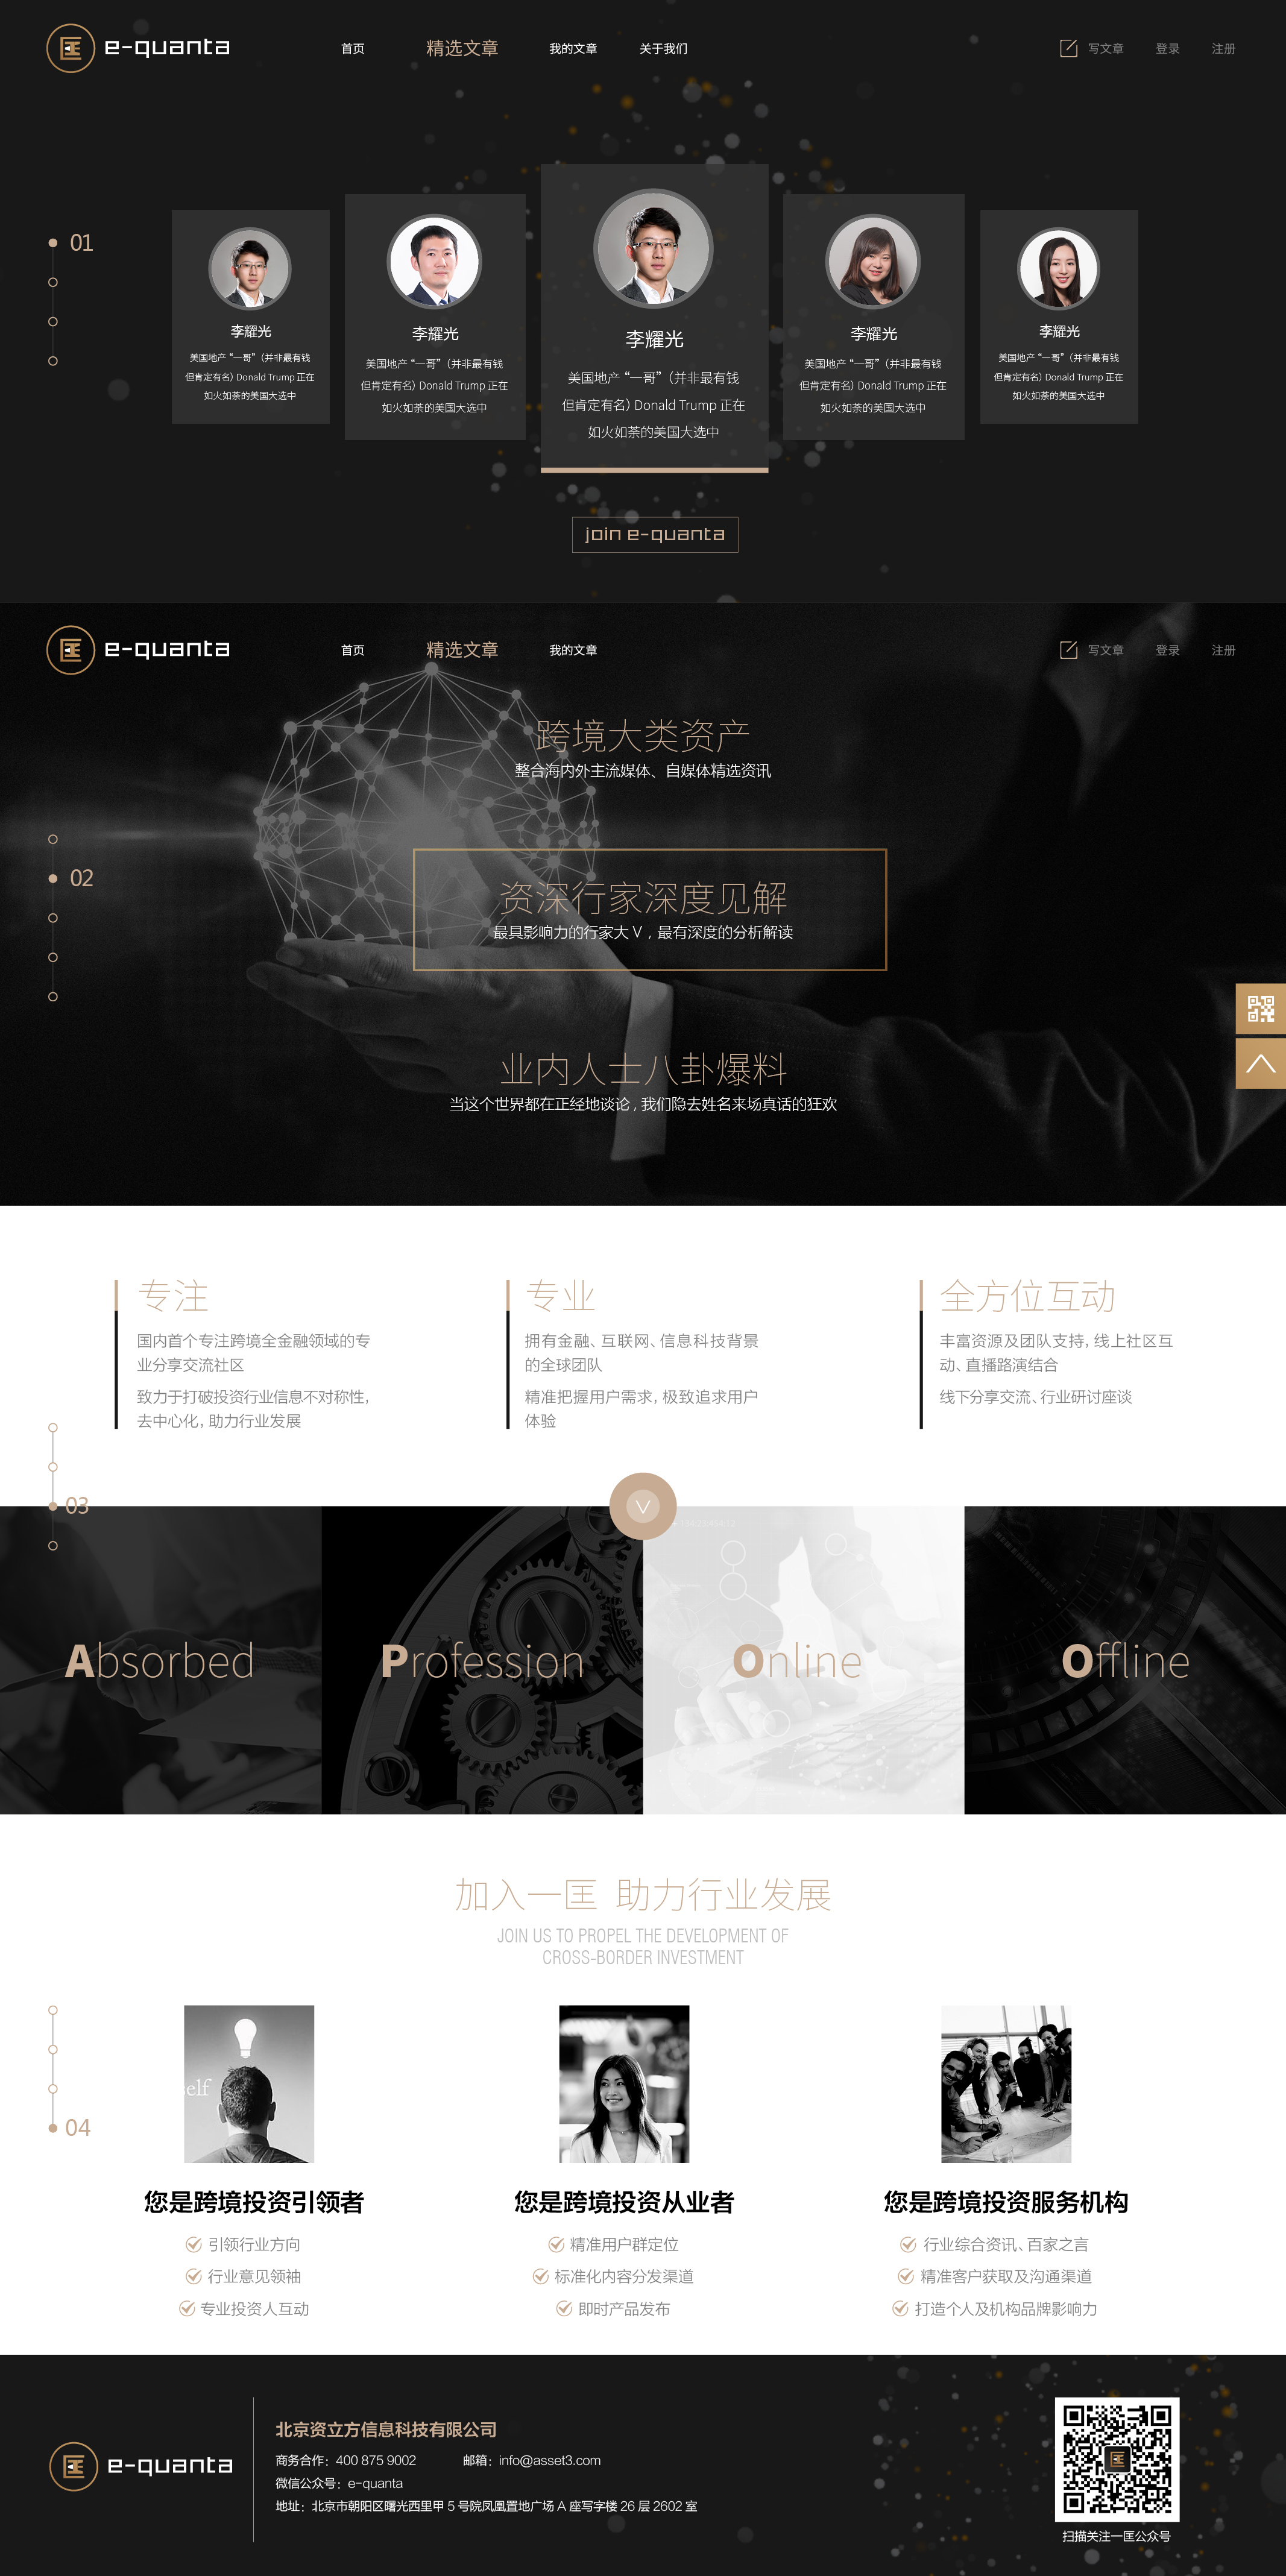 e-quanta
首页 精选文章 我的文章 关于我们
写文章 登录 注册
01
李耀光
美国地产 “一哥”（并非最有钱
但肯定有名）Donald Trump 正在
如火如荼的美国大选中
李耀光
美国地产 “一哥”（并非最有钱
但肯定有名）Donald Trump 正在
如火如荼的美国大选中
李耀光
美国地产 “一哥”（并非最有钱
但肯定有名）Donald Trump 正在
如火如荼的美国大选中
李耀光
美国地产 “一哥”（并非最有钱
但肯定有名）Donald Trump 正在
如火如荼的美国大选中
李耀光
美国地产 “一哥”（并非最有钱
但肯定有名）Donald Trump 正在
如火如荼的美国大选中
join e-quanta
e-quanta
首页 精选文章 我的文章
写文章 登录 注册
跨境大类资产
整合海内外主流媒体、自媒体精选资讯
02
资深行家深度见解
最具影响力的行家大 V , 最有深度的分析解读
业内人士八卦爆料
当这个世界都在正经地谈论 , 我们隐去姓名来场真话的狂欢
专注
国内首个专注跨境全金融领域的专
业分享交流社区
致力于打破投资行业信息不对称性,
去中心化, 助力行业发展
专业
拥有金融、互联网、信息科技背景
的全球团队
精准把握用户需求, 极致追求用户
体验
全方位互动
丰富资源及团队支持, 线上社区互
动、直播路演结合
线下分享交流、行业研讨座谈
03
Absorbed
Profession
Online
Offline
加入一匡 助力行业发展
JOIN US TO PROPEL THE DEVELOPMENT OF
CROSS-BORDER INVESTMENT
self
04
您是跨境投资引领者
引领行业方向
行业意见领袖
专业投资人互动
您是跨境投资从业者
精准用户群定位
标准化内容分发渠道
即时产品发布
您是跨境投资服务机构
行业综合资讯、百家之言
精准客户获取及沟通渠道
打造个人及机构品牌影响力
e-quanta
北京资立方信息科技有限公司
商务合作： 400 875 9002 邮箱： info@asset3.com
微信公众号： e-quanta
地址： 北京市朝阳区曙光西里甲 5 号院凤凰置地广场 A 座写字楼 26 层 2602 室
扫描关注一匡公众号